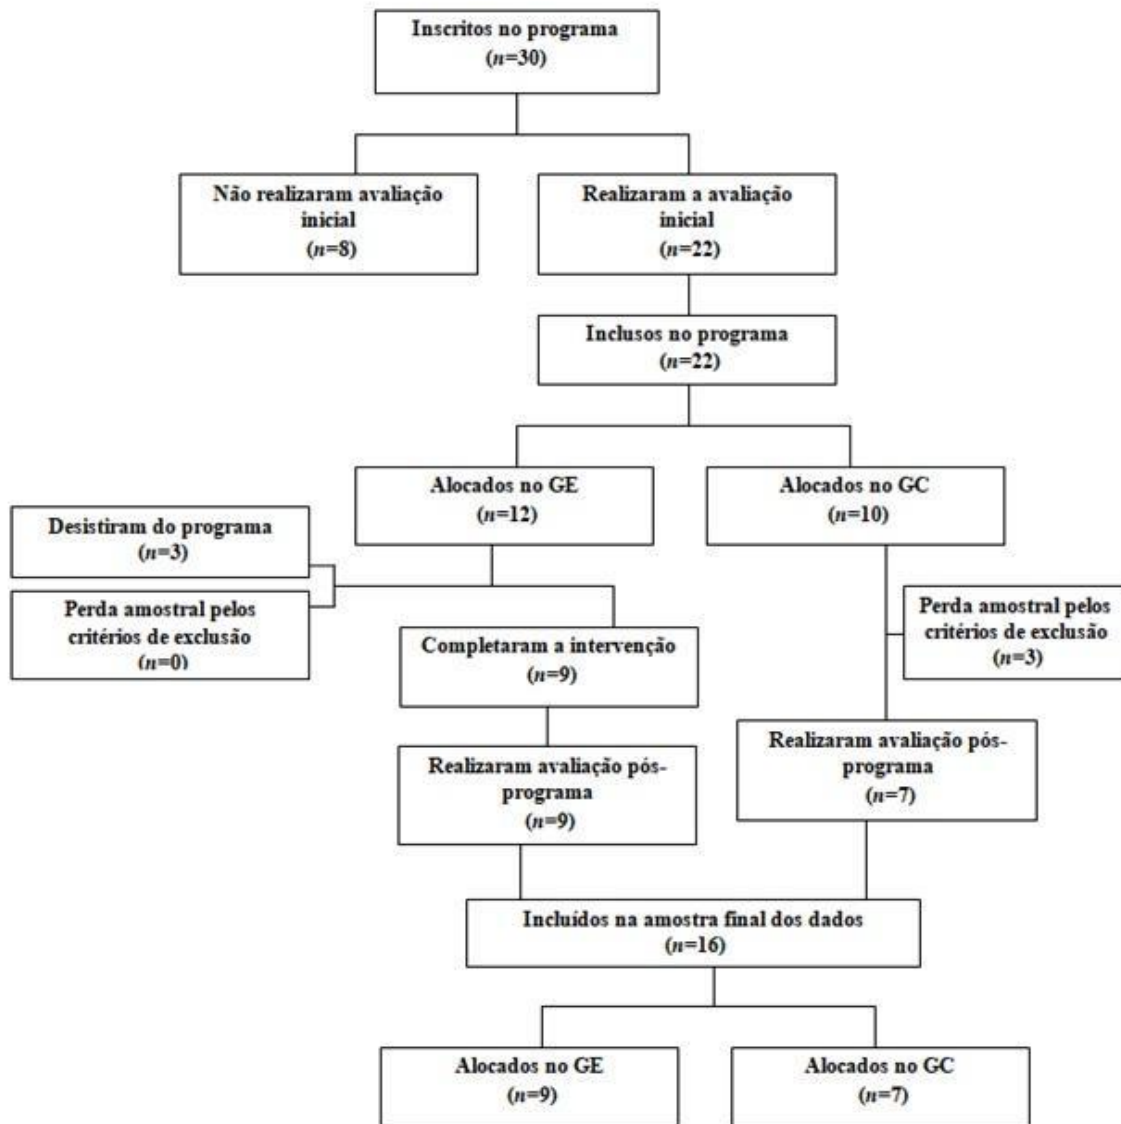 Inscritos no programa
(n=30)
Não realizaram avaliação
inicial
(n=8)
Realizaram a avaliação
inicial
(n=22)
Inclusos no programa
(n=22)
Alocados no GE
(n=12)
Alocados no GC
(n=10)
Desistiram do programa
(n=3)
Perda amostral pelos
critérios de exclusão
(n=0)
Perda amostral pelos
critérios de exclusão
(n=3)
Completaram a intervenção
(n=9)
Realizaram avaliação pós-
programa
(n=9)
Realizaram avaliação pós-
programa
(n=7)
Incluídos na amostra final dos dados
(n=16)
Alocados no GE
(n=9)
Alocados no GC
(n=7)